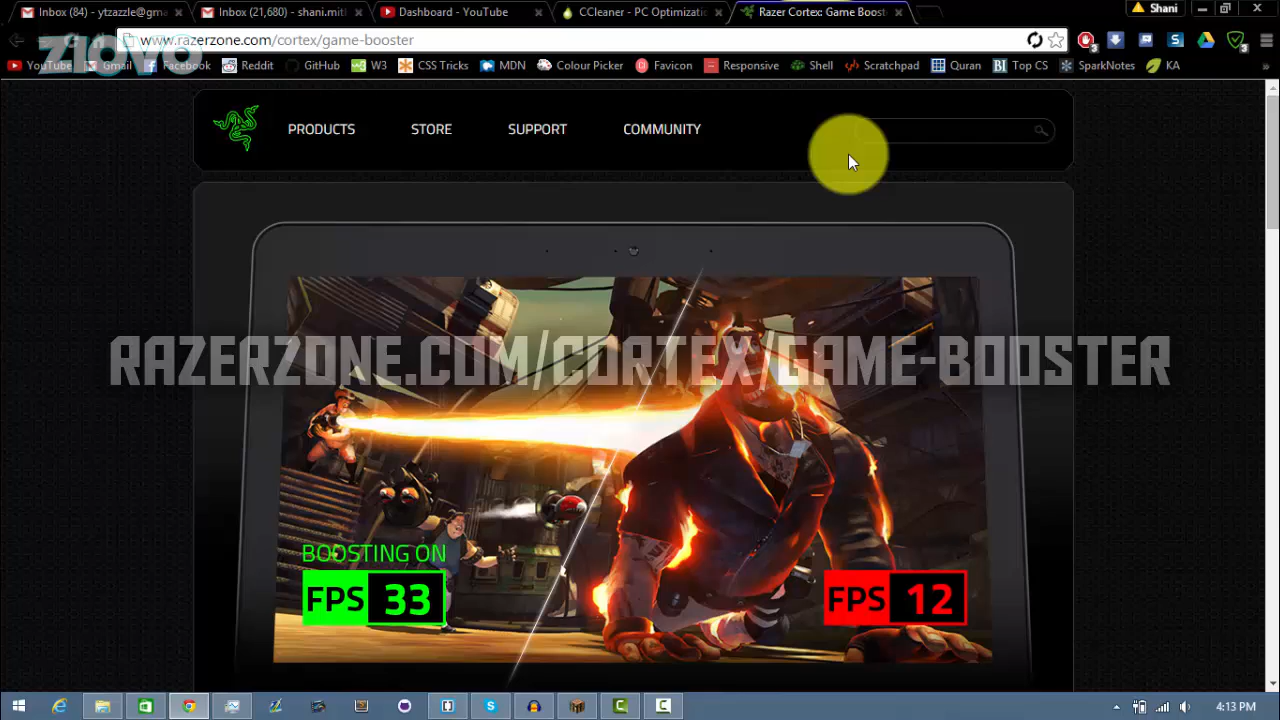 Inbox (84) - ytzazzle@gma
Inbox (21,680) - shani.mitl
Dashboard - YouTube
CCleaner - PC Optimizatio
Razer Cortex: Game Boost
Shani
www.razerzone.com/cortex/game-booster
3
3
ZIOVO
YouTube
Gmail
Facebook
Reddit
GitHub
W3
CSS Tricks
MDN
Colour Picker
Favicon
Responsive
Shell
Scratchpad
Quran
Top CS
SparkNotes
KA
PRODUCTS
STORE
SUPPORT
COMMUNITY
RAZERZONE.COM/CORTEX/GAME-BOOSTER
BOOSTING ON
FPS 33
FPS 12
4:13 PM